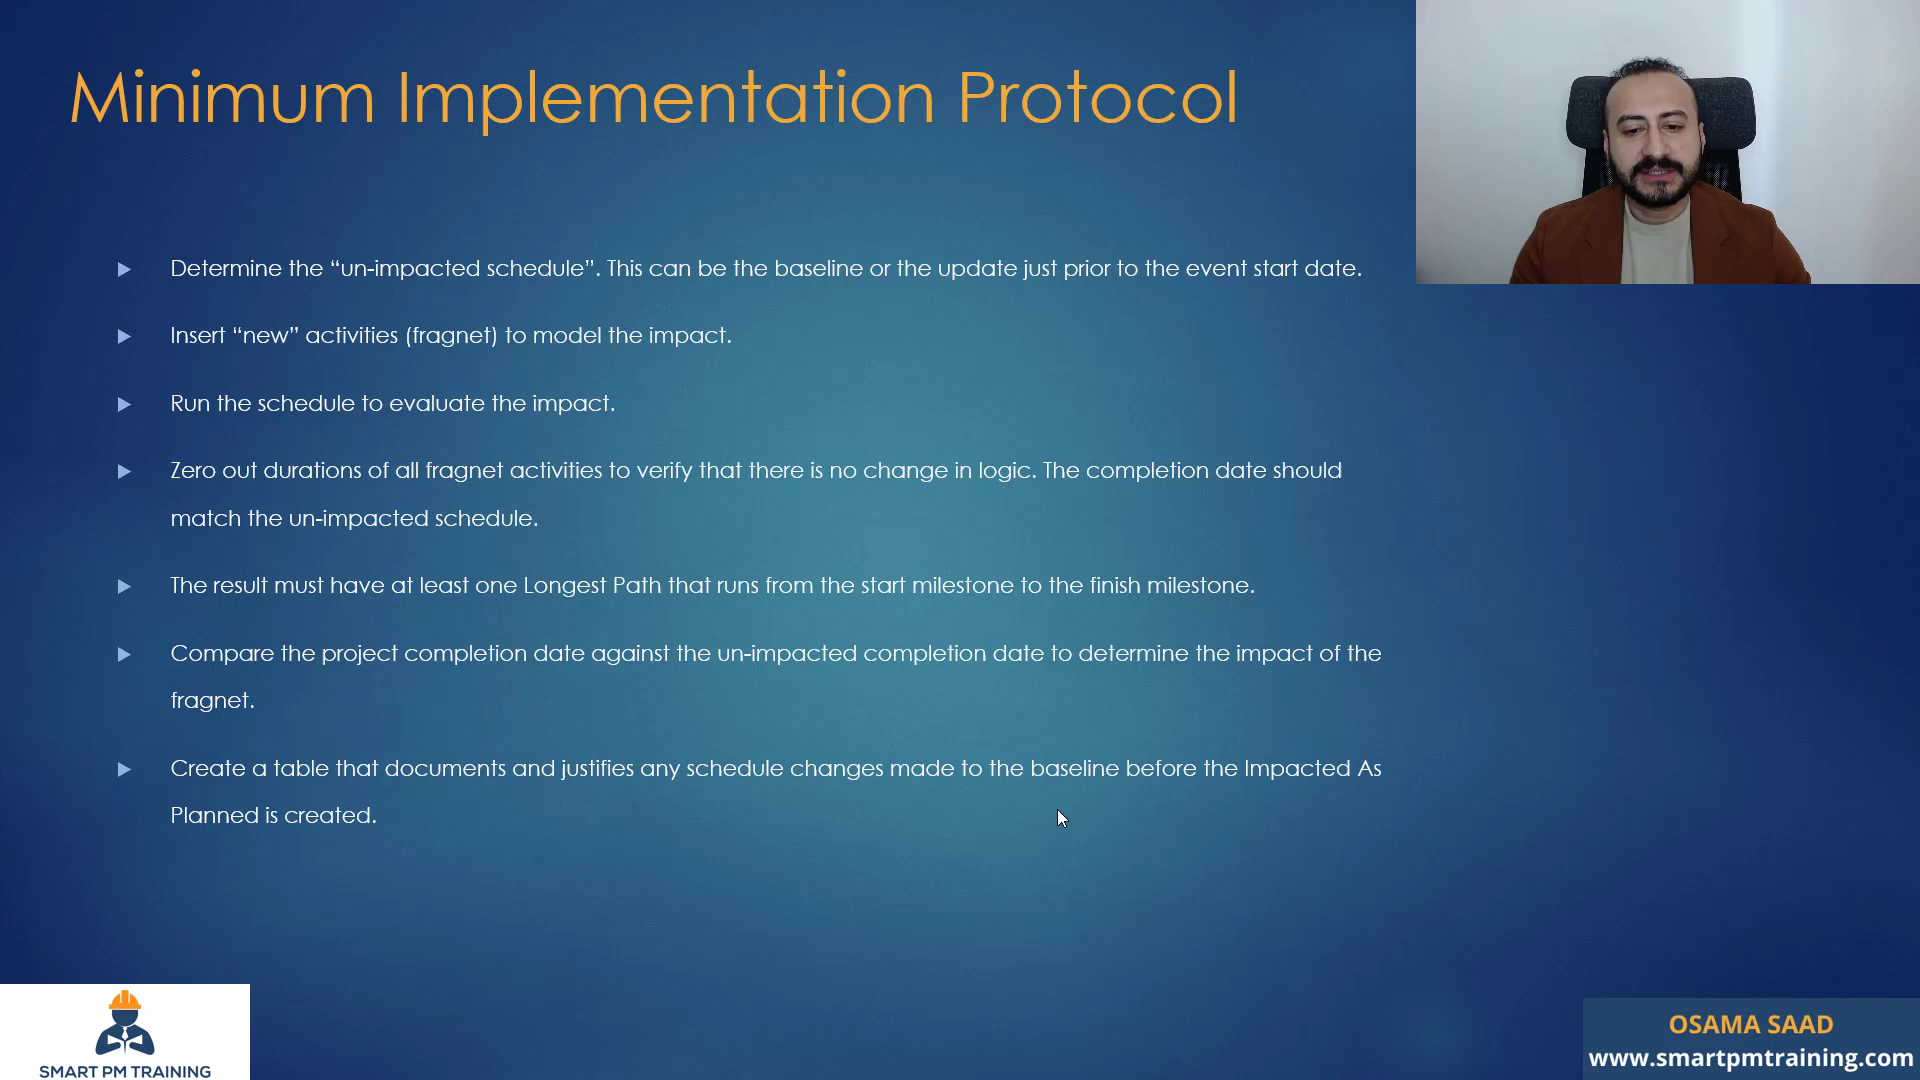 Minimum Implementation Protocol
Determine the “un-impacted schedule”. This can be the baseline or the update just prior to the event start date.
Insert “new” activities (fragnet) to model the impact.
Run the schedule to evaluate the impact.
Zero out durations of all fragnet activities to verify that there is no change in logic. The completion date should
match the un-impacted schedule.
The result must have at least one Longest Path that runs from the start milestone to the finish milestone.
Compare the project completion date against the un-impacted completion date to determine the impact of the
fragnet.
Create a table that documents and justifies any schedule changes made to the baseline before the Impacted As
Planned is created.
SMART PM TRAINING
OSAMA SAAD
www.smartpmtraining.com